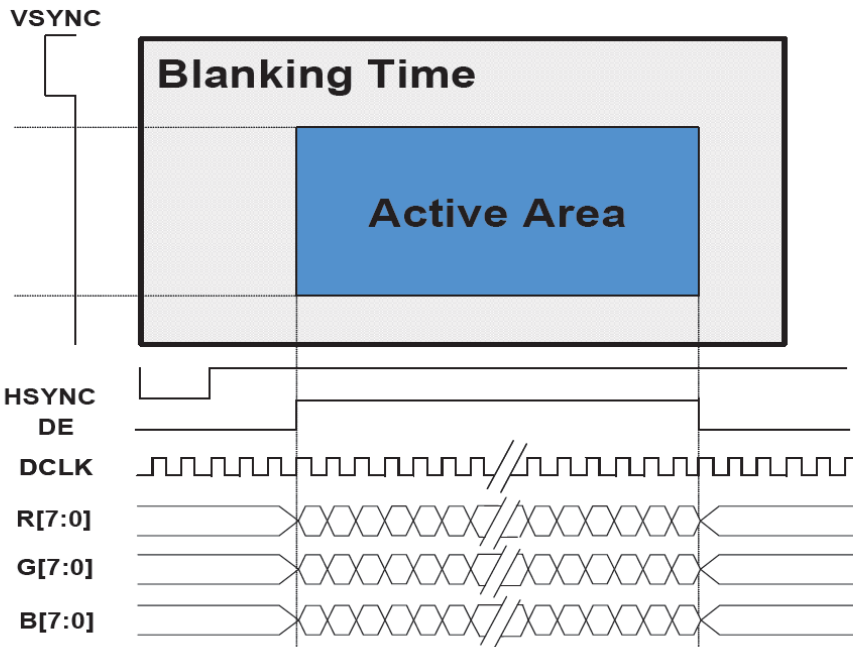 VSYNC
Blanking Time
Active Area
HSYNC
DE
DCLK
R[7:0]
G[7:0]
B[7:0]